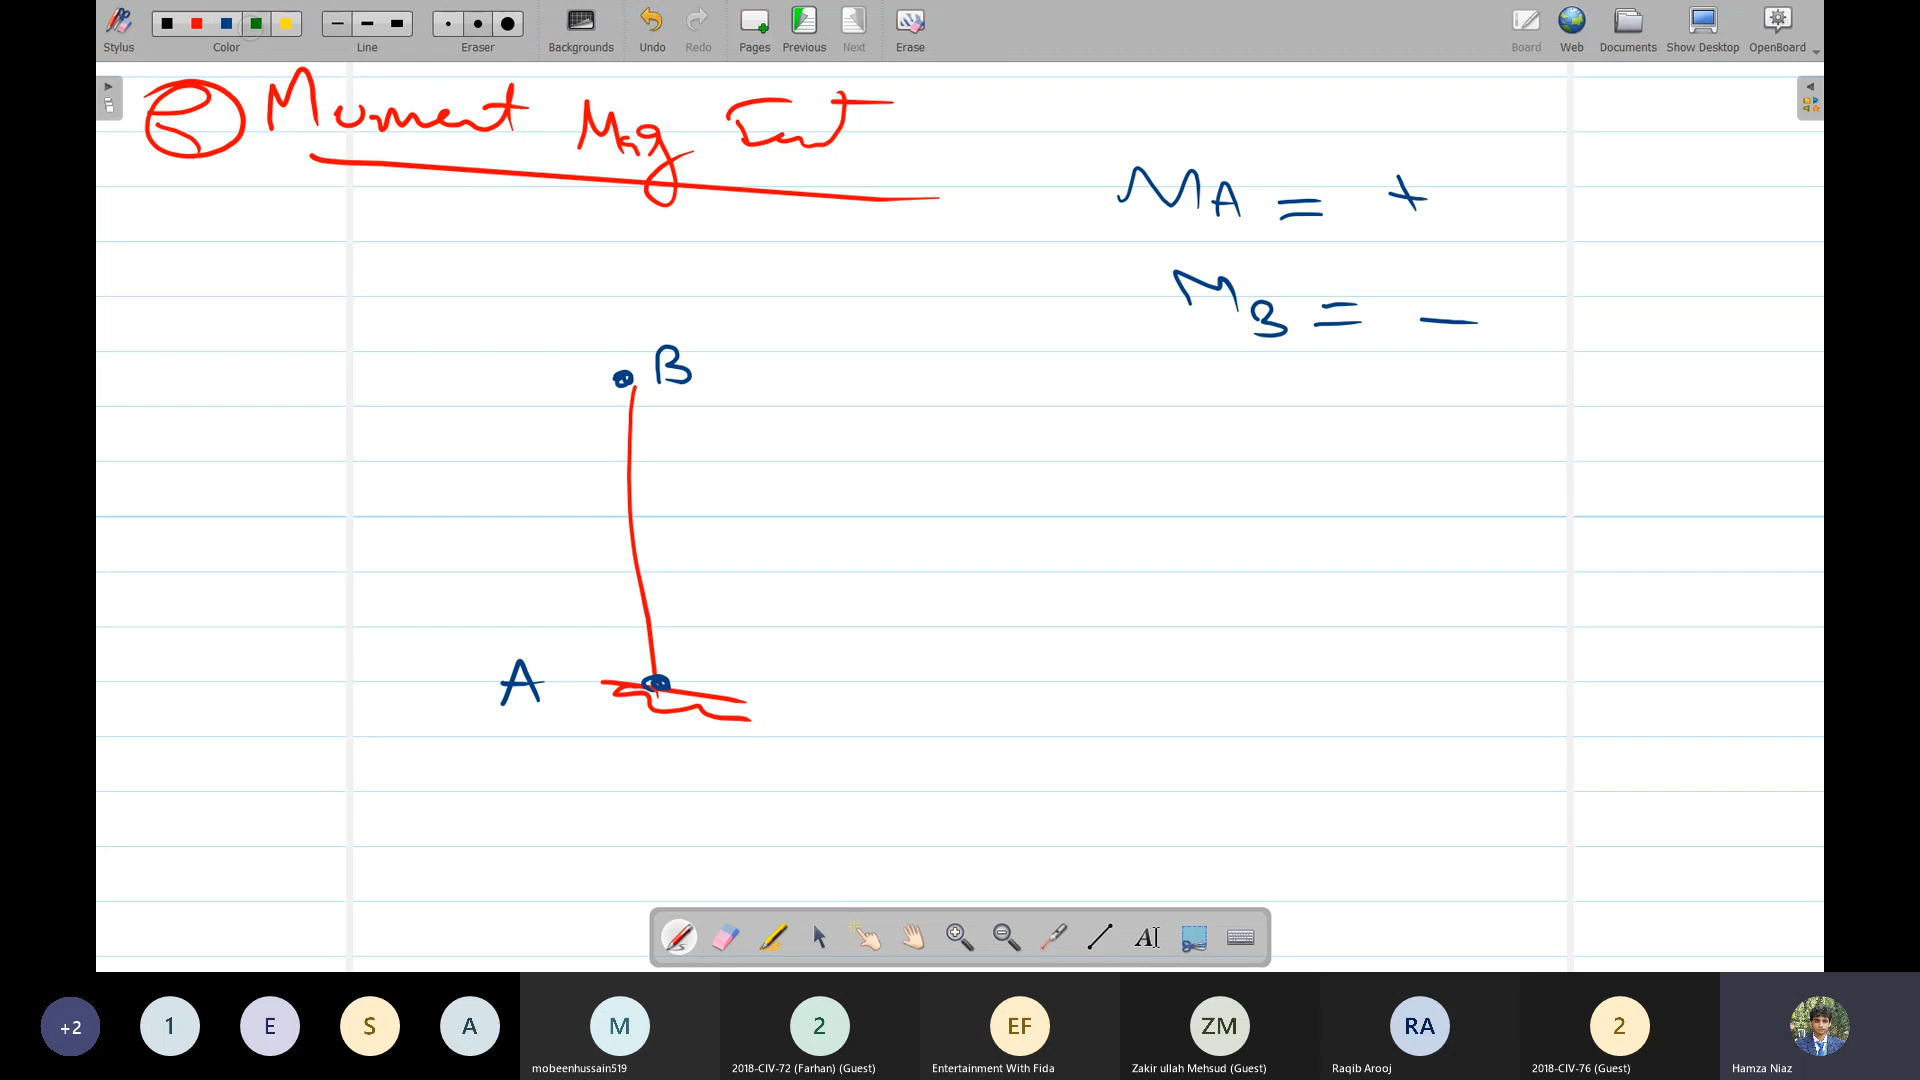 Stylus
Color
Line
Eraser
Backgrounds
Undo
Redo
Pages
Previous
Next
Erase
Board
Web
Documents
Show Desktop
OpenBoard
Moment Mag
MA = +
MB = -
B
A
+2
1
E
S
A
M
2
EF
ZM
RA
2
mobeenhussain519
2018-CIV-72 (Farhan) (Guest)
Entertainment With Fida
Zakir ullah Mehsud (Guest)
Raqib Arooj
2018-CIV-76 (Guest)
Hamza Niaz